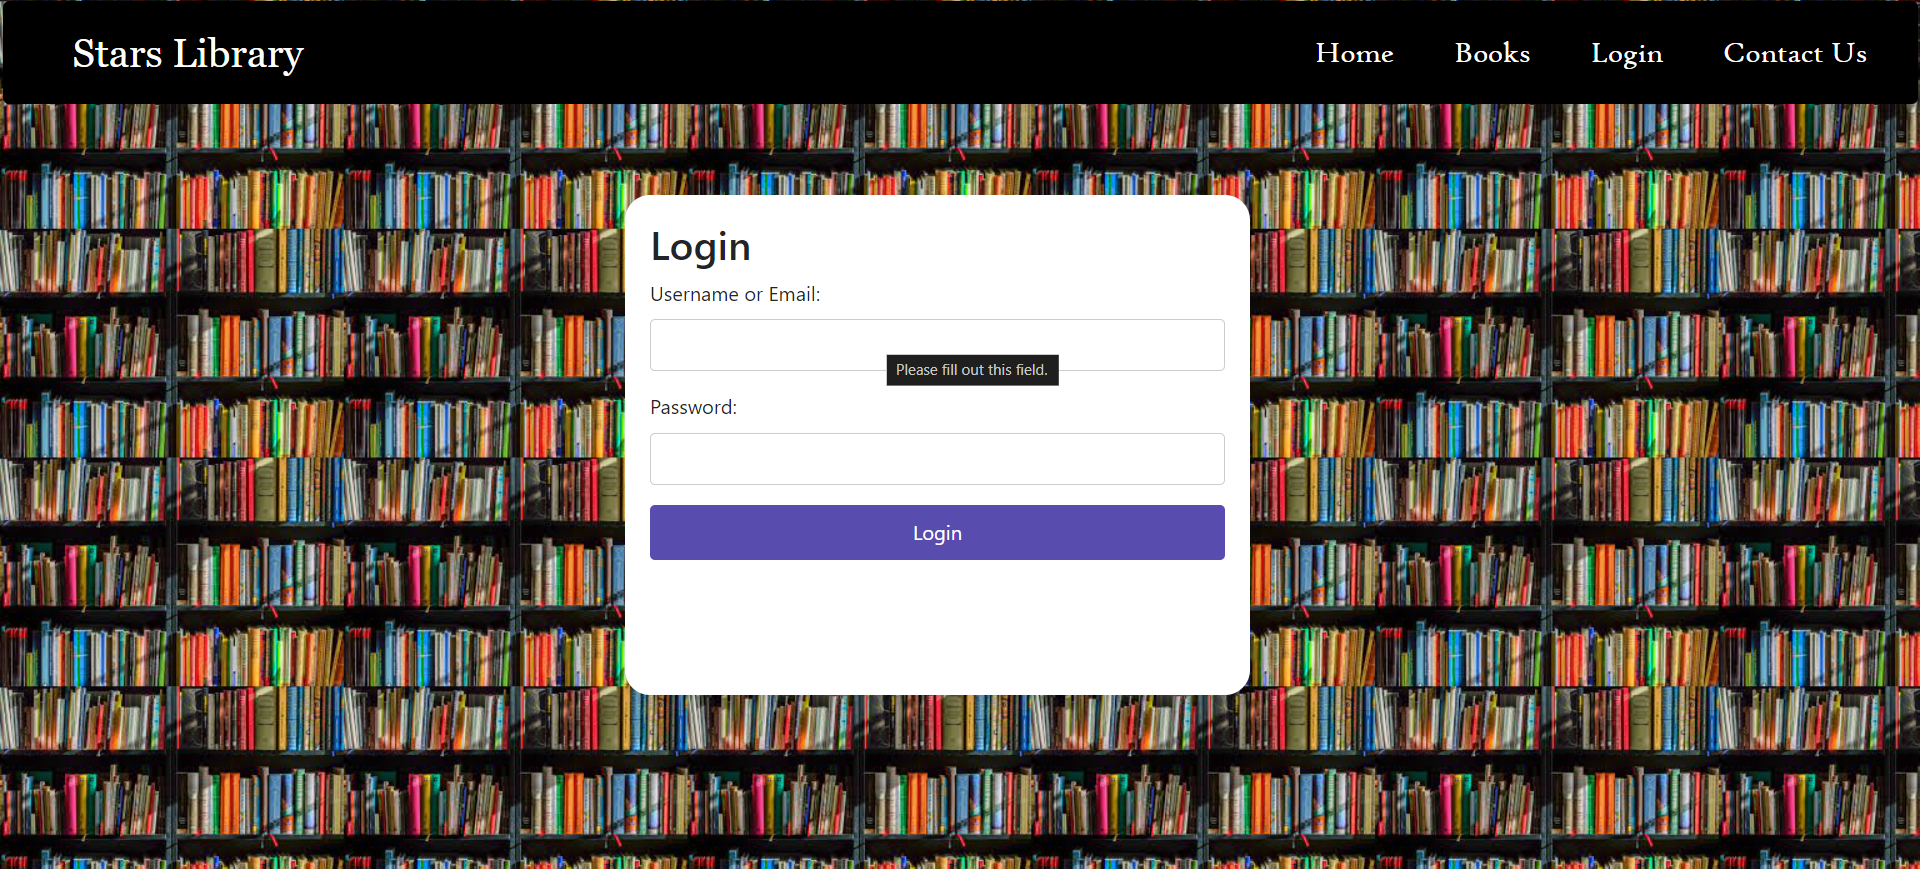 Stars Library
Home Books Login Contact Us
Login
Username or Email:
Please fill out this field.
Password:
Login